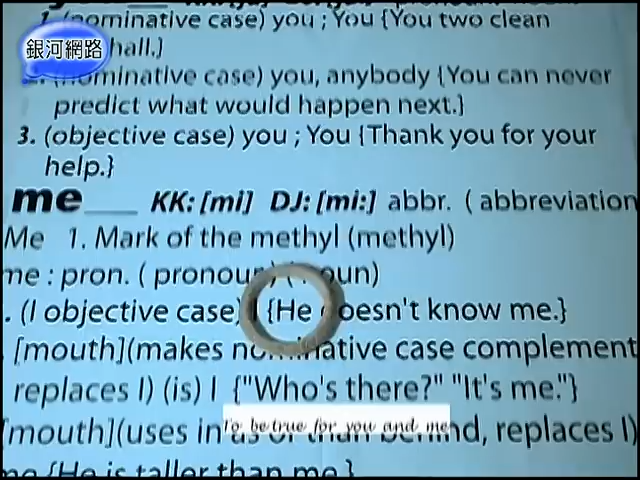 銀河網路
1. (nominative case) you ; You {You two clean
hall.}
2. (nominative case) you, anybody {You can never
predict what would happen next.}
3. (objective case) you ; You {Thank you for your
help.}
me KK: [mi] DJ: [mi:] abbr. ( abbreviation
Me 1. Mark of the methyl (methyl)
me : pron. ( pronoun) ( noun)
. (I objective case) I {He doesn't know me.}
. [mouth](makes nominative case complement
replaces I) (is) I {"Who's there?" "It's me."}
[mouth](uses in as or than behind, replaces I)
To be true for you and me
me {He is taller than me.}